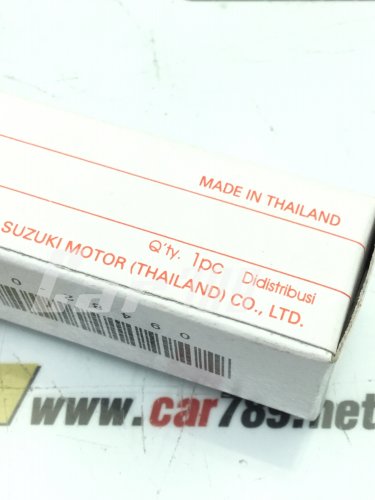 MADE IN THAILAND
Q'ty. 1pc Didistribusi
SUZUKI MOTOR (THAILAND) CO., LTD.
www.car789.net